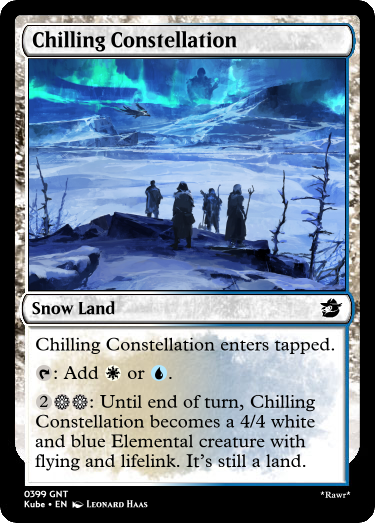 Chilling Constellation
Snow Land
Chilling Constellation enters tapped.
: Add or .
2 : Until end of turn, Chilling
Constellation becomes a 4/4 white
and blue Elemental creature with
flying and lifelink. It's still a land.
0399 GNT
Kube • EN Leonard Haas
*Rawr*